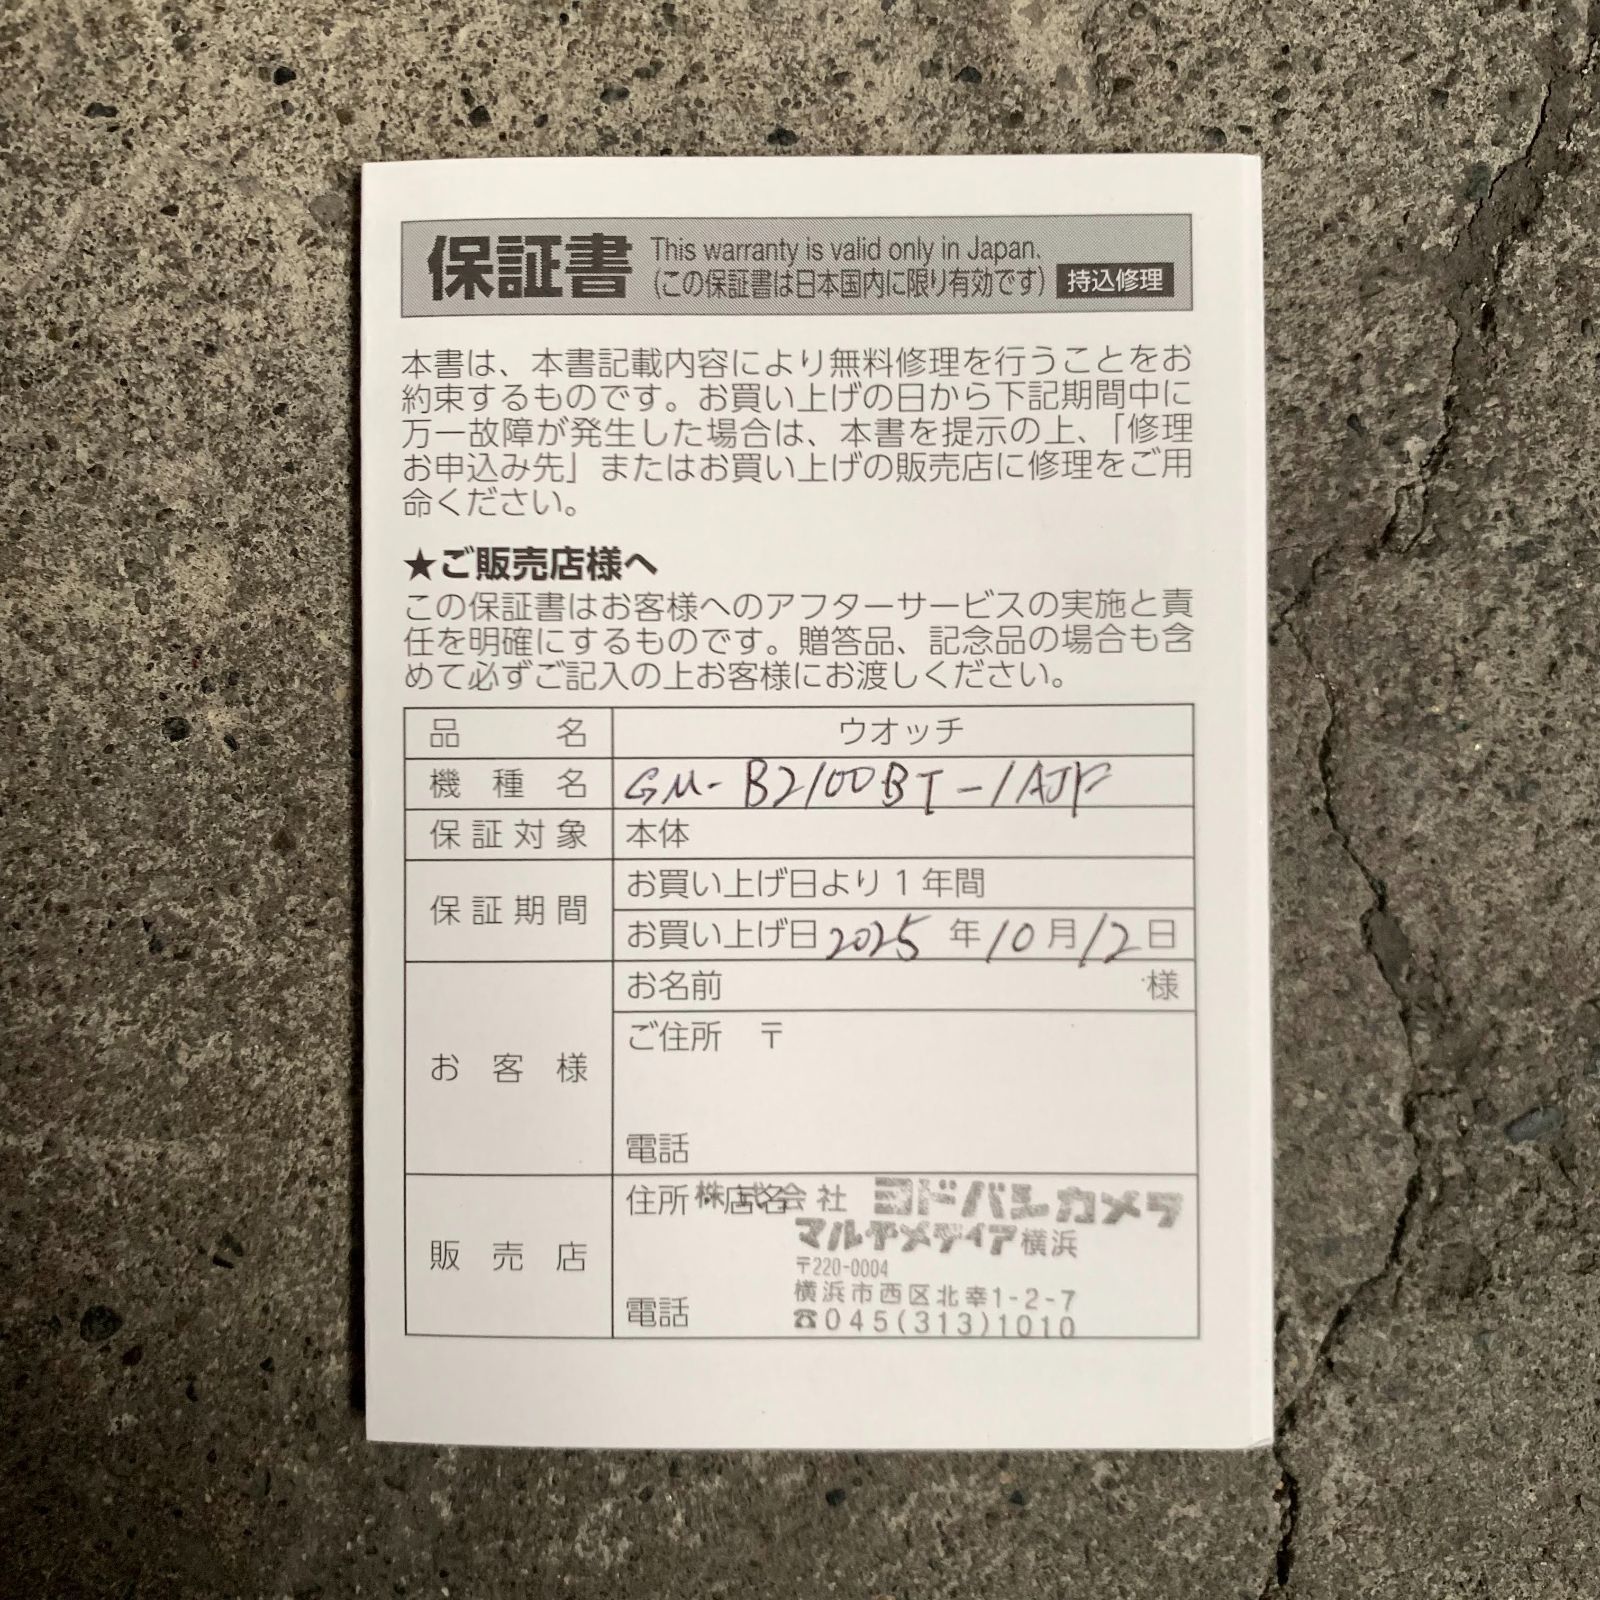 保証書
This warranty is valid only in Japan.
(この保証書は日本国内に限り有効です) 持込修理
本書は、本書記載内容により無料修理を行うことをお
約束するものです。お買い上げの日から下記期間中に
万一故障が発生した場合は、本書を提示の上、「修理
お申込み先」またはお買い上げの販売店に修理をご用
命ください。
★ご販売店様へ
この保証書はお客様へのアフターサービスの実施と責
任を明確にするものです。贈答品、記念品の場合も含
めて必ずご記入の上お客様にお渡しください。
品名 ウオッチ
機種名 GM-B2100BT-1AJF
保証対象 本体
保証期間 お買い上げ日より1年間
お買い上げ日 2025年10月12日
お客様 お名前 様
ご住所 〒
電話
販売店 住所・店名 株式会社 ヨドバシカメラ
マルチメディア横浜
〒220-0004
横浜市西区北幸1-2-7
電話 ☎045(313)1010